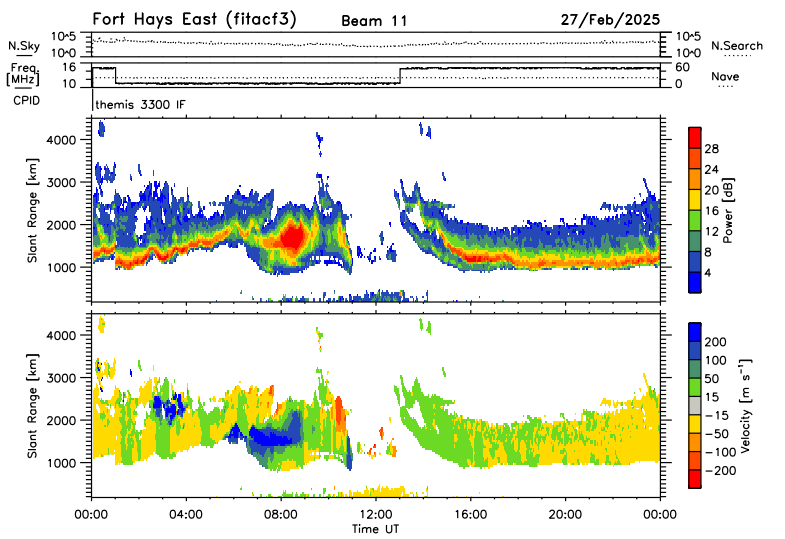 Fort Hays East (fitacf3) Beam 11 27/Feb/2025
N.Sky 10^5 10^0 10^5 10^0 N.Search
Freq. [MHz] 16 10 60 0 Nave
CPID themis 3300 IF
Slant Range [km] 4000 3000 2000 1000
Power [dB] 28 24 20 16 12 8 4
Slant Range [km] 4000 3000 2000 1000
Velocity [m s⁻¹] 200 100 50 15 −15 −50 −100 −200
00:00 04:00 08:00 12:00 16:00 20:00 00:00
Time UT